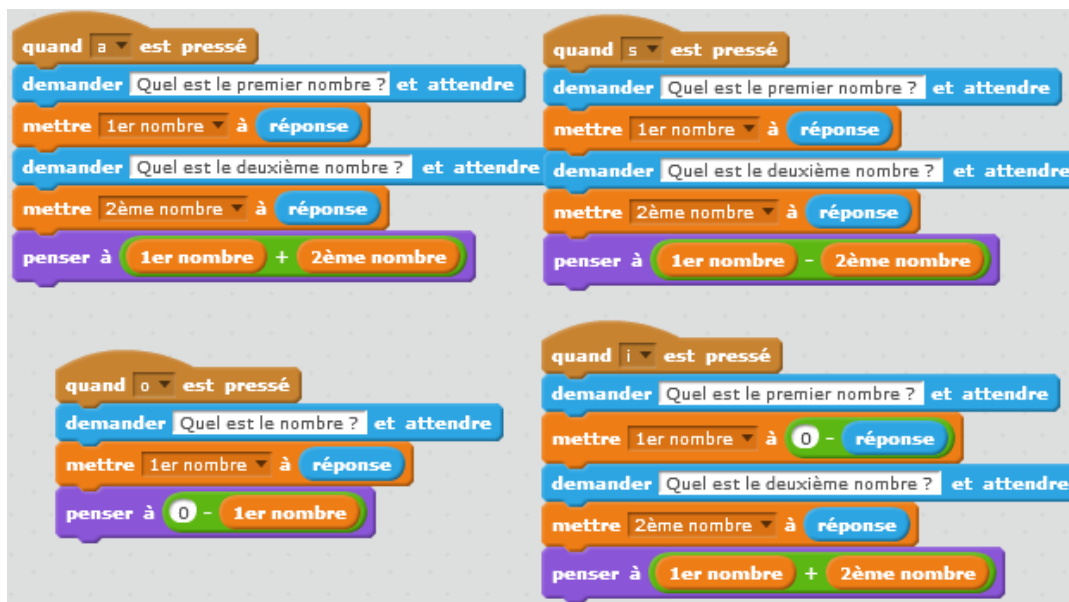 quand a est pressé
demander Quel est le premier nombre ? et attendre
mettre 1er nombre à réponse
demander Quel est le deuxième nombre ? et attendre
mettre 2ème nombre à réponse
penser à 1er nombre + 2ème nombre
quand s est pressé
demander Quel est le premier nombre ? et attendre
mettre 1er nombre à réponse
demander Quel est le deuxième nombre ? et attendre
mettre 2ème nombre à réponse
penser à 1er nombre - 2ème nombre
quand o est pressé
demander Quel est le nombre ? et attendre
mettre 1er nombre à réponse
penser à 0 - 1er nombre
quand i est pressé
demander Quel est le premier nombre ? et attendre
mettre 1er nombre à 0 - réponse
demander Quel est le deuxième nombre ? et attendre
mettre 2ème nombre à réponse
penser à 1er nombre + 2ème nombre